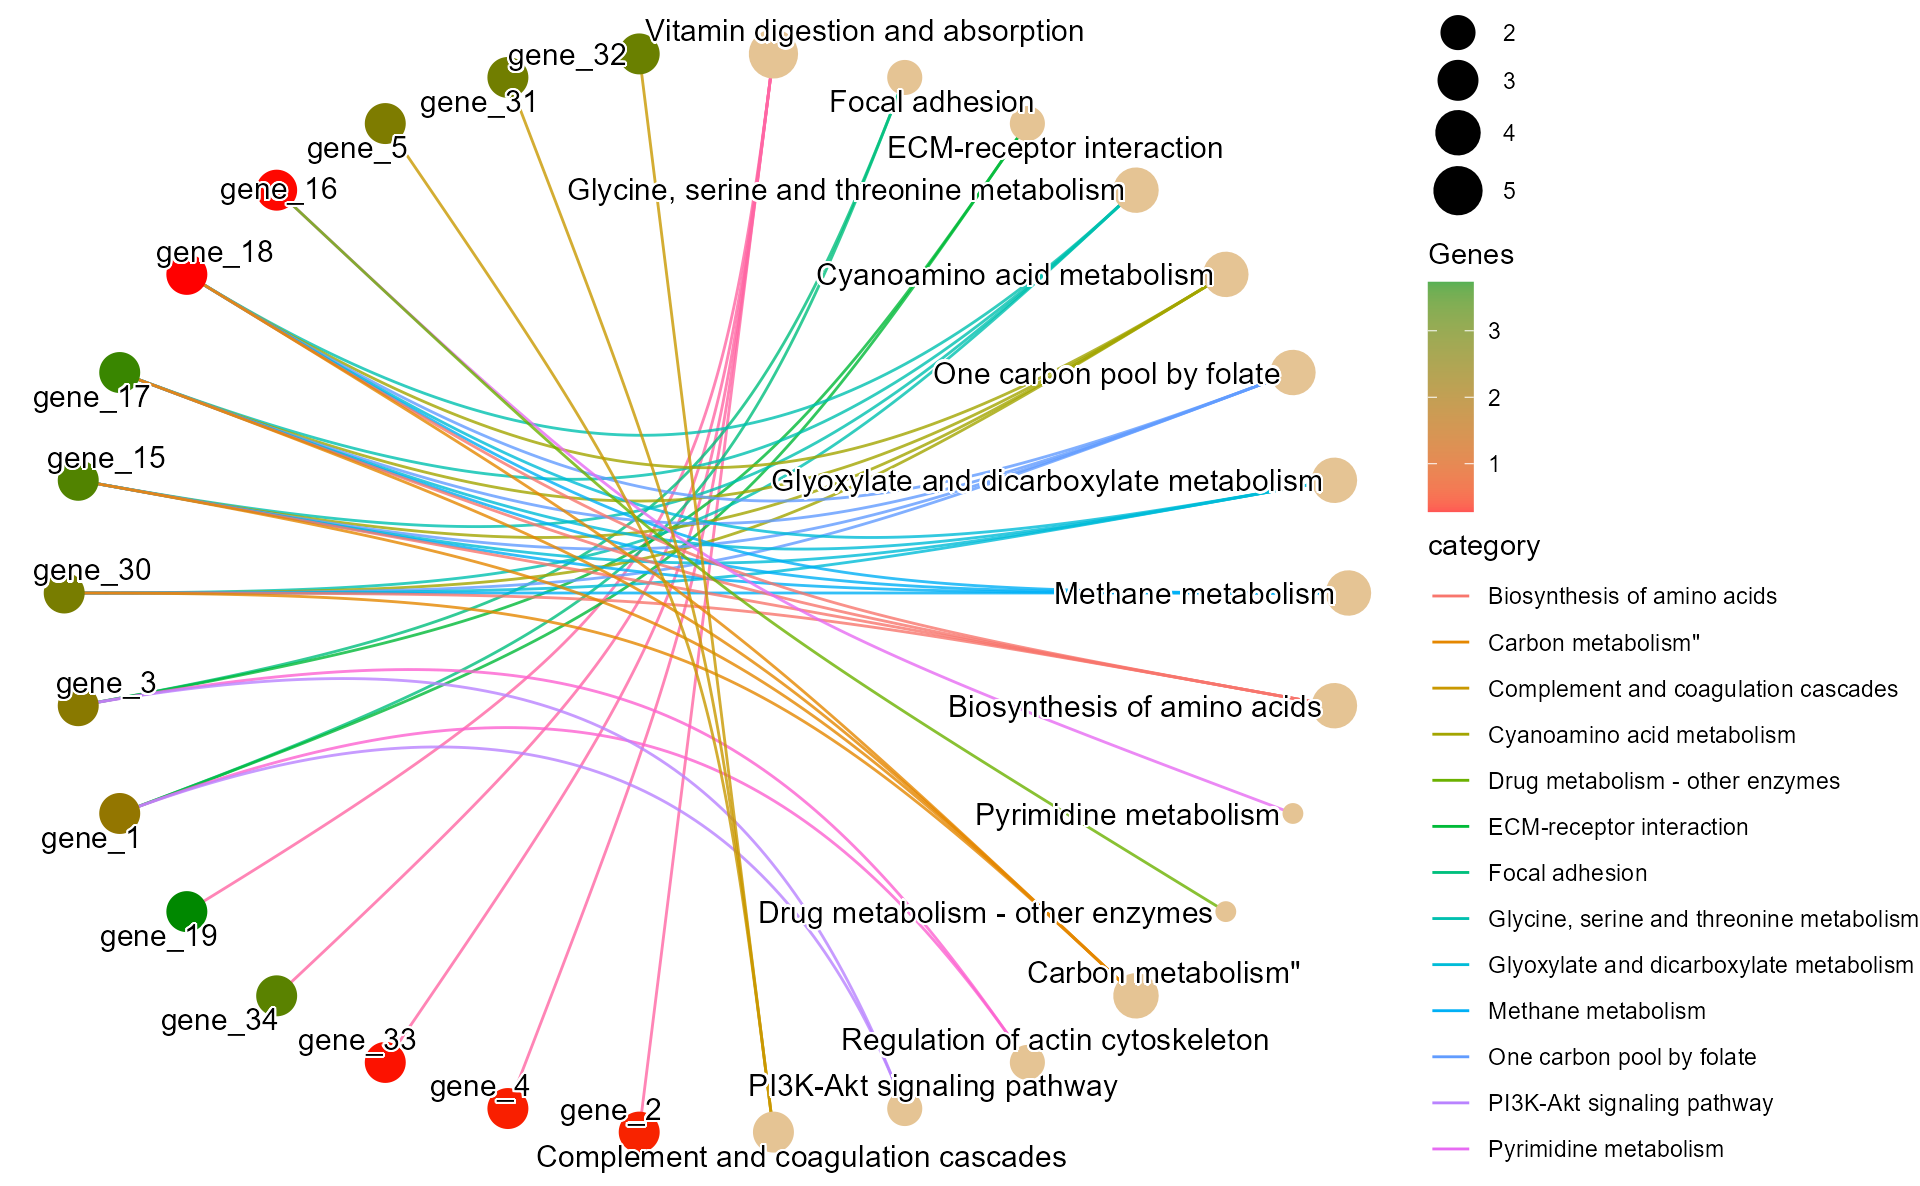 Vitamin digestion and absorption
gene_32
Focal adhesion
gene_31
ECM-receptor interaction
gene_5
Glycine, serine and threonine metabolism
gene_16
gene_18
Cyanoamino acid metabolism
One carbon pool by folate
gene_17
gene_15
Glyoxylate and dicarboxylate metabolism
gene_30
Methane metabolism
gene_3
Biosynthesis of amino acids
Pyrimidine metabolism
gene_1
Drug metabolism - other enzymes
gene_19
Carbon metabolism"
gene_34
gene_33
Regulation of actin cytoskeleton
gene_4
PI3K-Akt signaling pathway
gene_2
Complement and coagulation cascades
2
3
4
5
Genes
3
2
1
category
Biosynthesis of amino acids
Carbon metabolism"
Complement and coagulation cascades
Cyanoamino acid metabolism
Drug metabolism - other enzymes
ECM-receptor interaction
Focal adhesion
Glycine, serine and threonine metabolism
Glyoxylate and dicarboxylate metabolism
Methane metabolism
One carbon pool by folate
PI3K-Akt signaling pathway
Pyrimidine metabolism